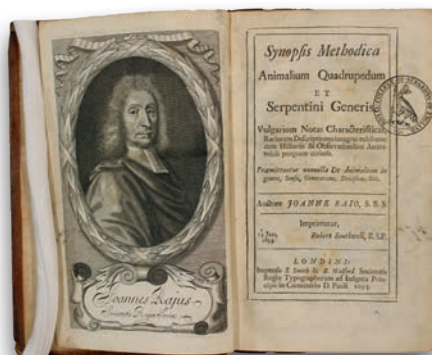 Joannes Rajus
Synopsis Methodica
Animalium Quadrupedum
ET
Serpentini Generis.
Vulgarium Notas Characteristicas,
Rariorum Descriptiones integras exhibens:
cum Historiis & Observationibus Anato-
micis perquam curiosis.
Præmittuntur nonnulla De Animalium in
genere, Sensu, Generatione, Divisione, &c.
Auctore JOANNE RAIO, S. R. S.
Imprimatur,
Robert Southwell,
LONDINI:
Impensis S. Smith & B. Walford Societatis
Regiæ Typographorum ad Insignia Prin-
cipis in Cœmeterio D. Pauli 1693.